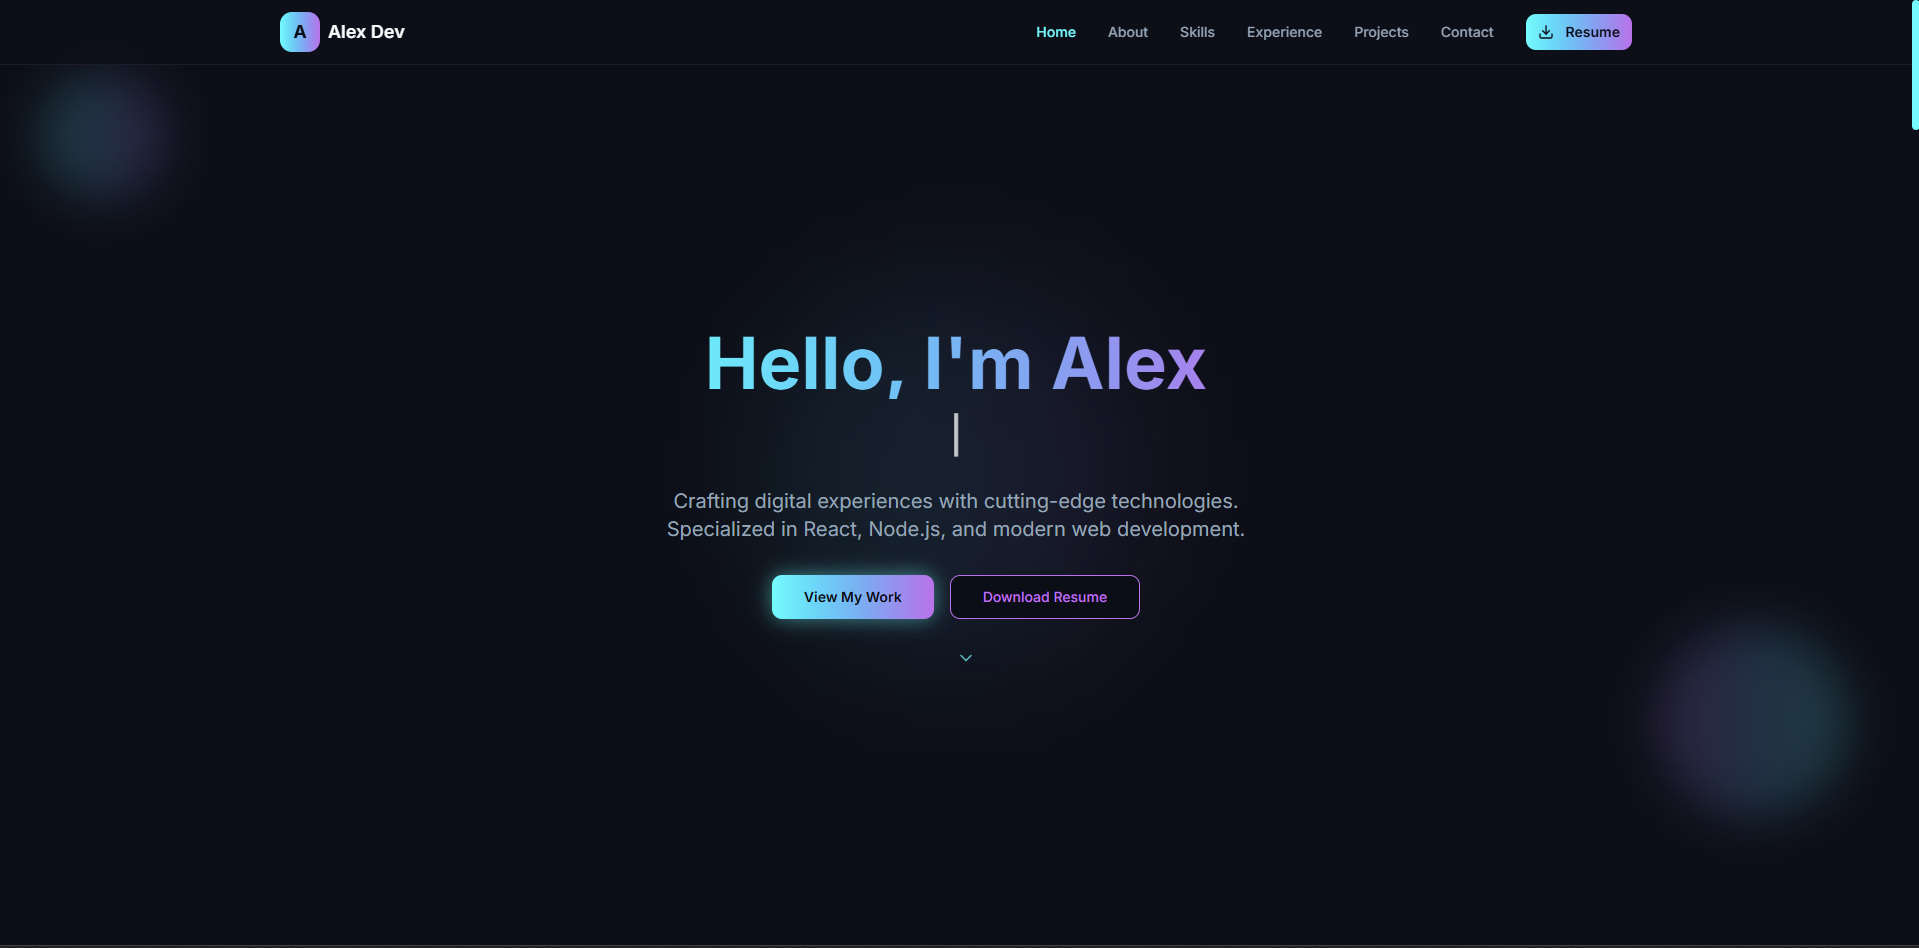 A
Alex Dev
Home
About
Skills
Experience
Projects
Contact
Resume
Hello, I'm Alex
Crafting digital experiences with cutting-edge technologies.
Specialized in React, Node.js, and modern web development.
View My Work
Download Resume